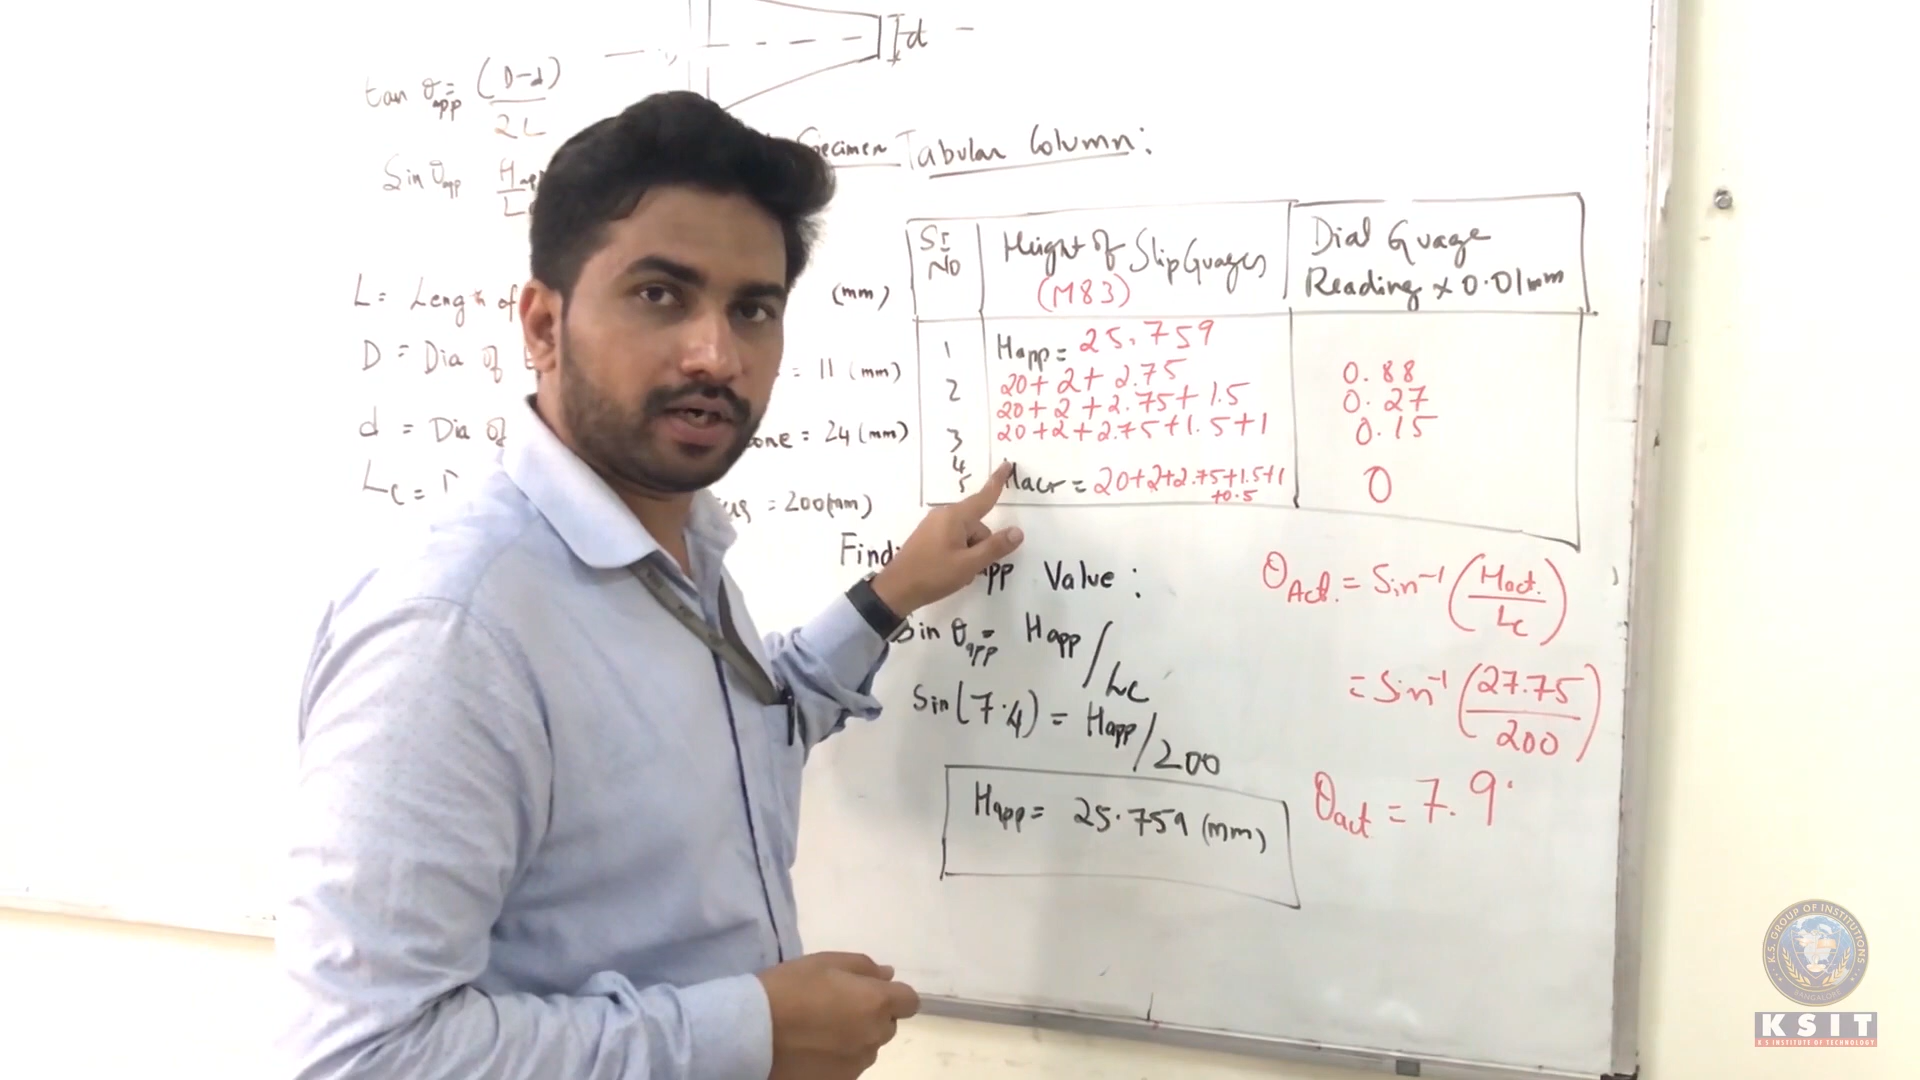 d
tan θapp = (D-d)
2L
Sin θapp Happ
Specimen Tabular Column:
Sr No
Height of Slip Guages (M83)
Dial Guage Reading × 0.01mm
1 Happ = 25.759
2 20+2+2.75 0.88
20+2+2.75+1.5 0.27
3 20+2+2.75+1.5+1 0.15
4
5 Hact = 20+2+2.75+1.5+1+0.5 0
L = Length of (mm)
D = Dia of = 11 (mm)
d = Dia of one = 24 (mm)
Lc = = 200(mm)
Find app Value:
Sin θapp = Happ/Lc
Sin(7.4) = Happ/200
Happ = 25.759 (mm)
θAct. = Sin⁻¹ (Hact./Lc)
= Sin⁻¹ (27.75/200)
θact = 7.9°
K.S. GROUP OF INSTITUTIONS
BANGALORE
KSIT
K S INSTITUTE OF TECHNOLOGY